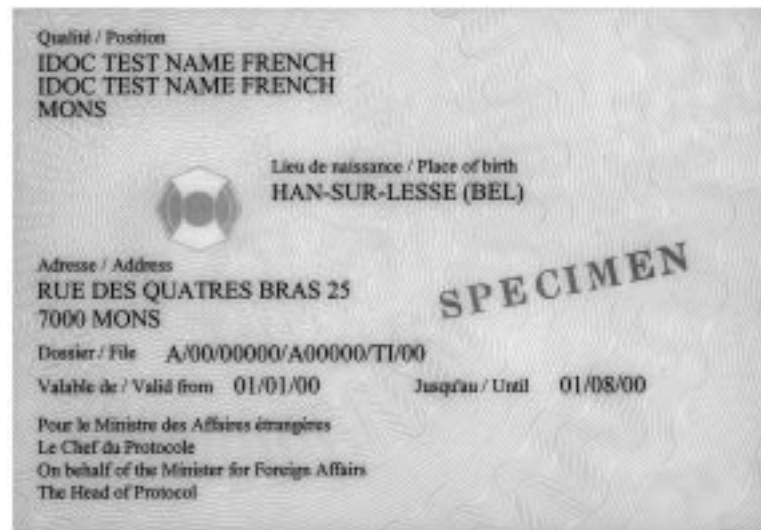 Qualité / Position
IDOC TEST NAME FRENCH
IDOC TEST NAME FRENCH
MONS
Lieu de naissance / Place of birth
HAN-SUR-LESSE (BEL)
Adresse / Address
RUE DES QUATRES BRAS 25
7000 MONS
SPECIMEN
Dossier / File A/00/00000/A00000/TI/00
Valable de / Valid from 01/01/00 Jusqu'au / Until 01/08/00
Pour le Ministre des Affaires étrangères
Le Chef du Protocole
On behalf of the Minister for Foreign Affairs
The Head of Protocol